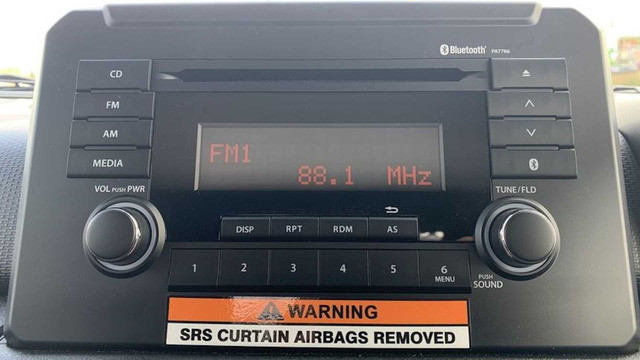 Bluetooth PA7706
CD
FM
AM
MEDIA
FM1
88.1 MHz
VOL PUSH PWR
TUNE/FLD
DISP RPT RDM AS
1 2 3 4 5 6
MENU
PUSH
SOUND
WARNING
SRS CURTAIN AIRBAGS REMOVED